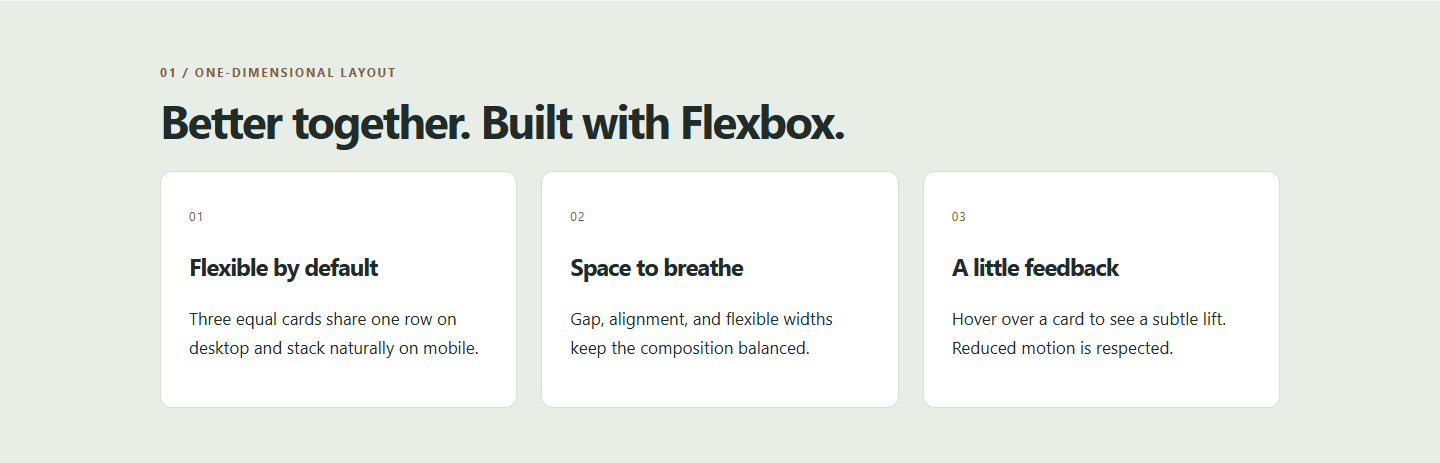 01 / ONE-DIMENSIONAL LAYOUT
Better together. Built with Flexbox.
01
Flexible by default
Three equal cards share one row on
desktop and stack naturally on mobile.
02
Space to breathe
Gap, alignment, and flexible widths
keep the composition balanced.
03
A little feedback
Hover over a card to see a subtle lift.
Reduced motion is respected.